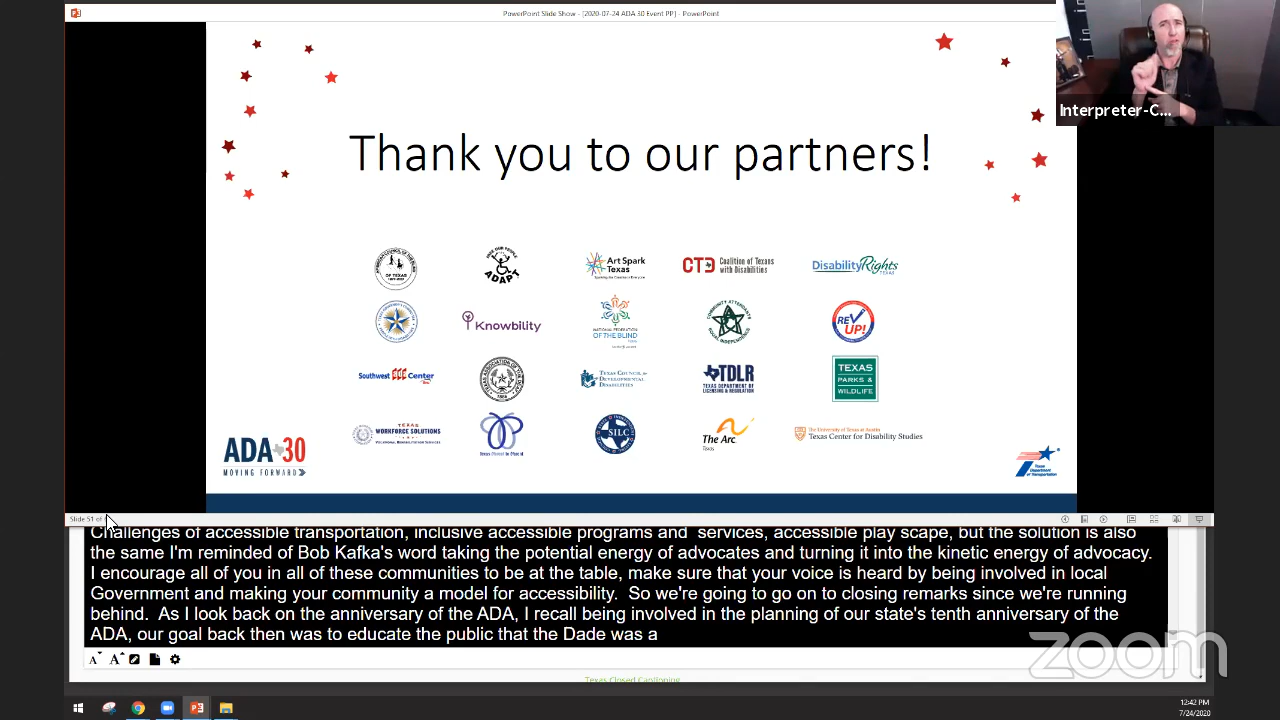 PowerPoint Slide Show - [2020-07-24 ADA 30 Event PP] - PowerPoint
Interpreter-C...
Thank you to our partners!
OF TEXAS
ADAPT
Art Spark
Texas
CTD Coalition of Texans
with Disabilities
DisabilityRights
TEXAS
Knowbility
NATIONAL FEDERATION
OF THE BLIND
COMMUNITY ATTENDANTS
REV
UP!
Southwest Center
TEXAS COUNCIL for
DEVELOPMENTAL
DISABILITIES
TDLR
TEXAS DEPARTMENT OF
LICENSING & REGULATION
TEXAS
PARKS &
WILDLIFE
TEXAS
WORKFORCE SOLUTIONS
VOCATIONAL REHABILITATION SERVICES
SILC
The Arc
Texas
The University of Texas at Austin
Texas Center for Disability Studies
ADA 30
MOVING FORWARD
Texas
Department
of Transportation
Slide 51 of
Challenges of accessible transportation, inclusive accessible programs and services, accessible play scape, but the solution is also
the same I'm reminded of Bob Kafka's word taking the potential energy of advocates and turning it into the kinetic energy of advocacy.
I encourage all of you in all of these communities to be at the table, make sure that your voice is heard by being involved in local
Government and making your community a model for accessibility. So we're going to go on to closing remarks since we're running
behind. As I look back on the anniversary of the ADA, I recall being involved in the planning of our state's tenth anniversary of the
ADA, our goal back then was to educate the public that the Dade was a
A A
zoom
Texas Closed Captioning
12:42 PM
7/24/2020